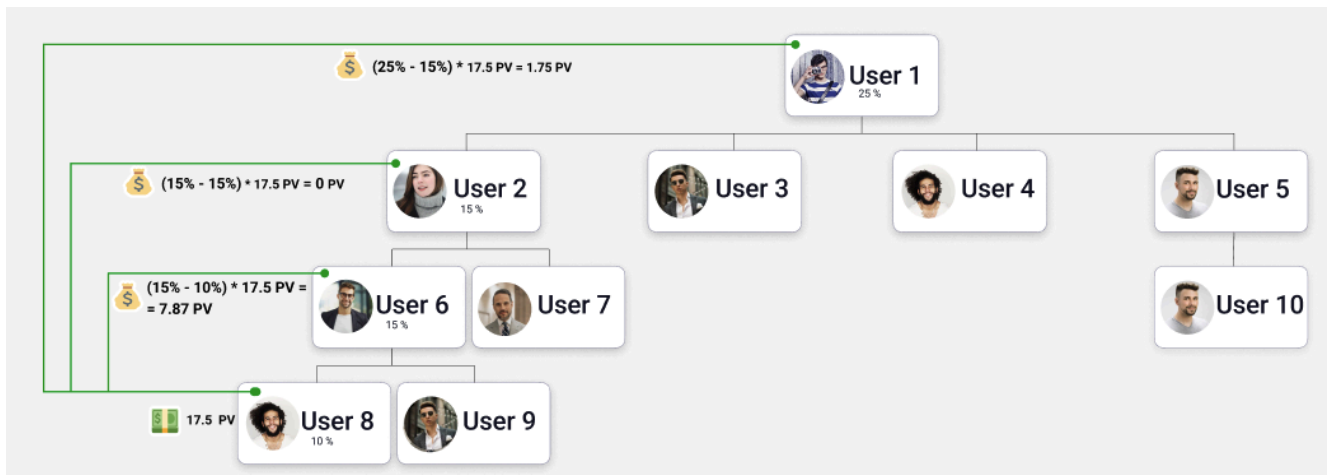 (25% - 15%) * 17.5 PV = 1.75 PV
User 1
25 %
(15% - 15%) * 17.5 PV = 0 PV
User 2
15 %
User 3
User 4
User 5
(15% - 10%) * 17.5 PV =
= 7.87 PV
User 6
15 %
User 7
User 10
17.5 PV
User 8
10 %
User 9